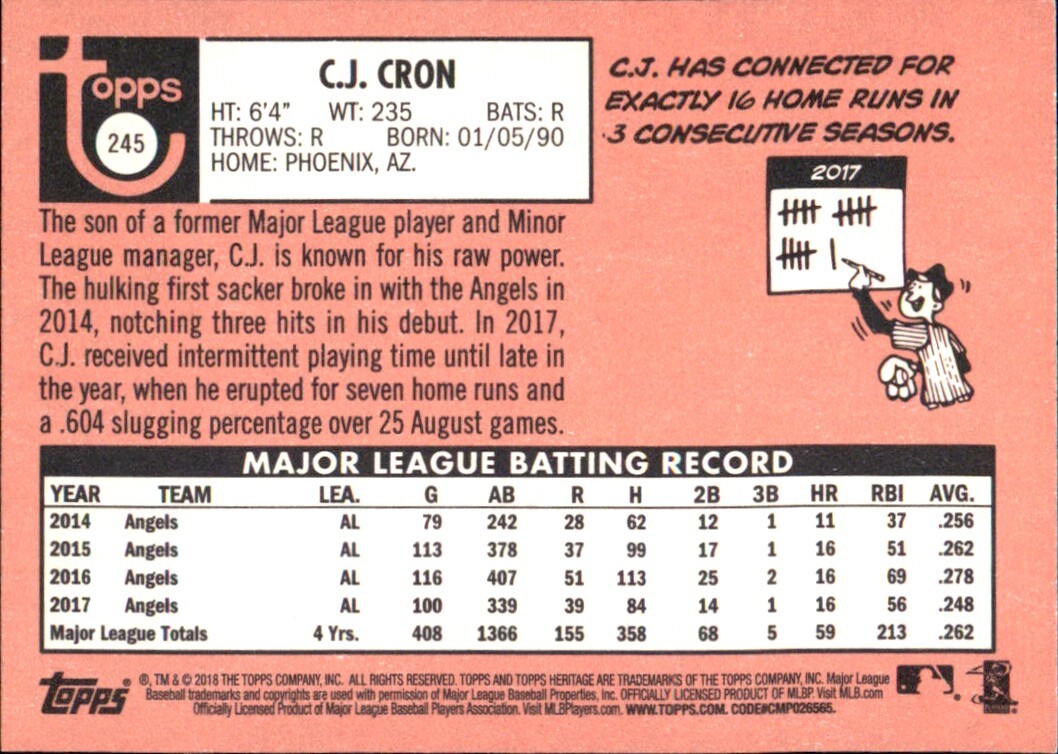 Topps
245
C.J. CRON
HT: 6'4" WT: 235 BATS: R
THROWS: R BORN: 01/05/90
HOME: PHOENIX, AZ.
C.J. HAS CONNECTED FOR
EXACTLY 16 HOME RUNS IN
3 CONSECUTIVE SEASONS.
2017
The son of a former Major League player and Minor
League manager, C.J. is known for his raw power.
The hulking first sacker broke in with the Angels in
2014, notching three hits in his debut. In 2017,
C.J. received intermittent playing time until late in
the year, when he erupted for seven home runs and
a .604 slugging percentage over 25 August games.
MAJOR LEAGUE BATTING RECORD
YEAR TEAM LEA. G AB R H 2B 3B HR RBI AVG.
2014 Angels AL 79 242 28 62 12 1 11 37 .256
2015 Angels AL 113 378 37 99 17 1 16 51 .262
2016 Angels AL 116 407 51 113 25 2 16 69 .278
2017 Angels AL 100 339 39 84 14 1 16 56 .248
Major League Totals 4 Yrs. 408 1366 155 358 68 5 59 213 .262
Topps ® ®, TM & © 2018 THE TOPPS COMPANY, INC. ALL RIGHTS RESERVED. TOPPS AND TOPPS HERITAGE ARE TRADEMARKS OF THE TOPPS COMPANY, INC. Major League
Baseball trademarks and copyrights are used with permission of Major League Baseball Properties, Inc. OFFICIALLY LICENSED PRODUCT OF MLBP. Visit MLB.com
Officially Licensed Product of Major League Baseball Players Association. Visit MLBPlayers.com. WWW.TOPPS.COM. CODE#CMP026565.